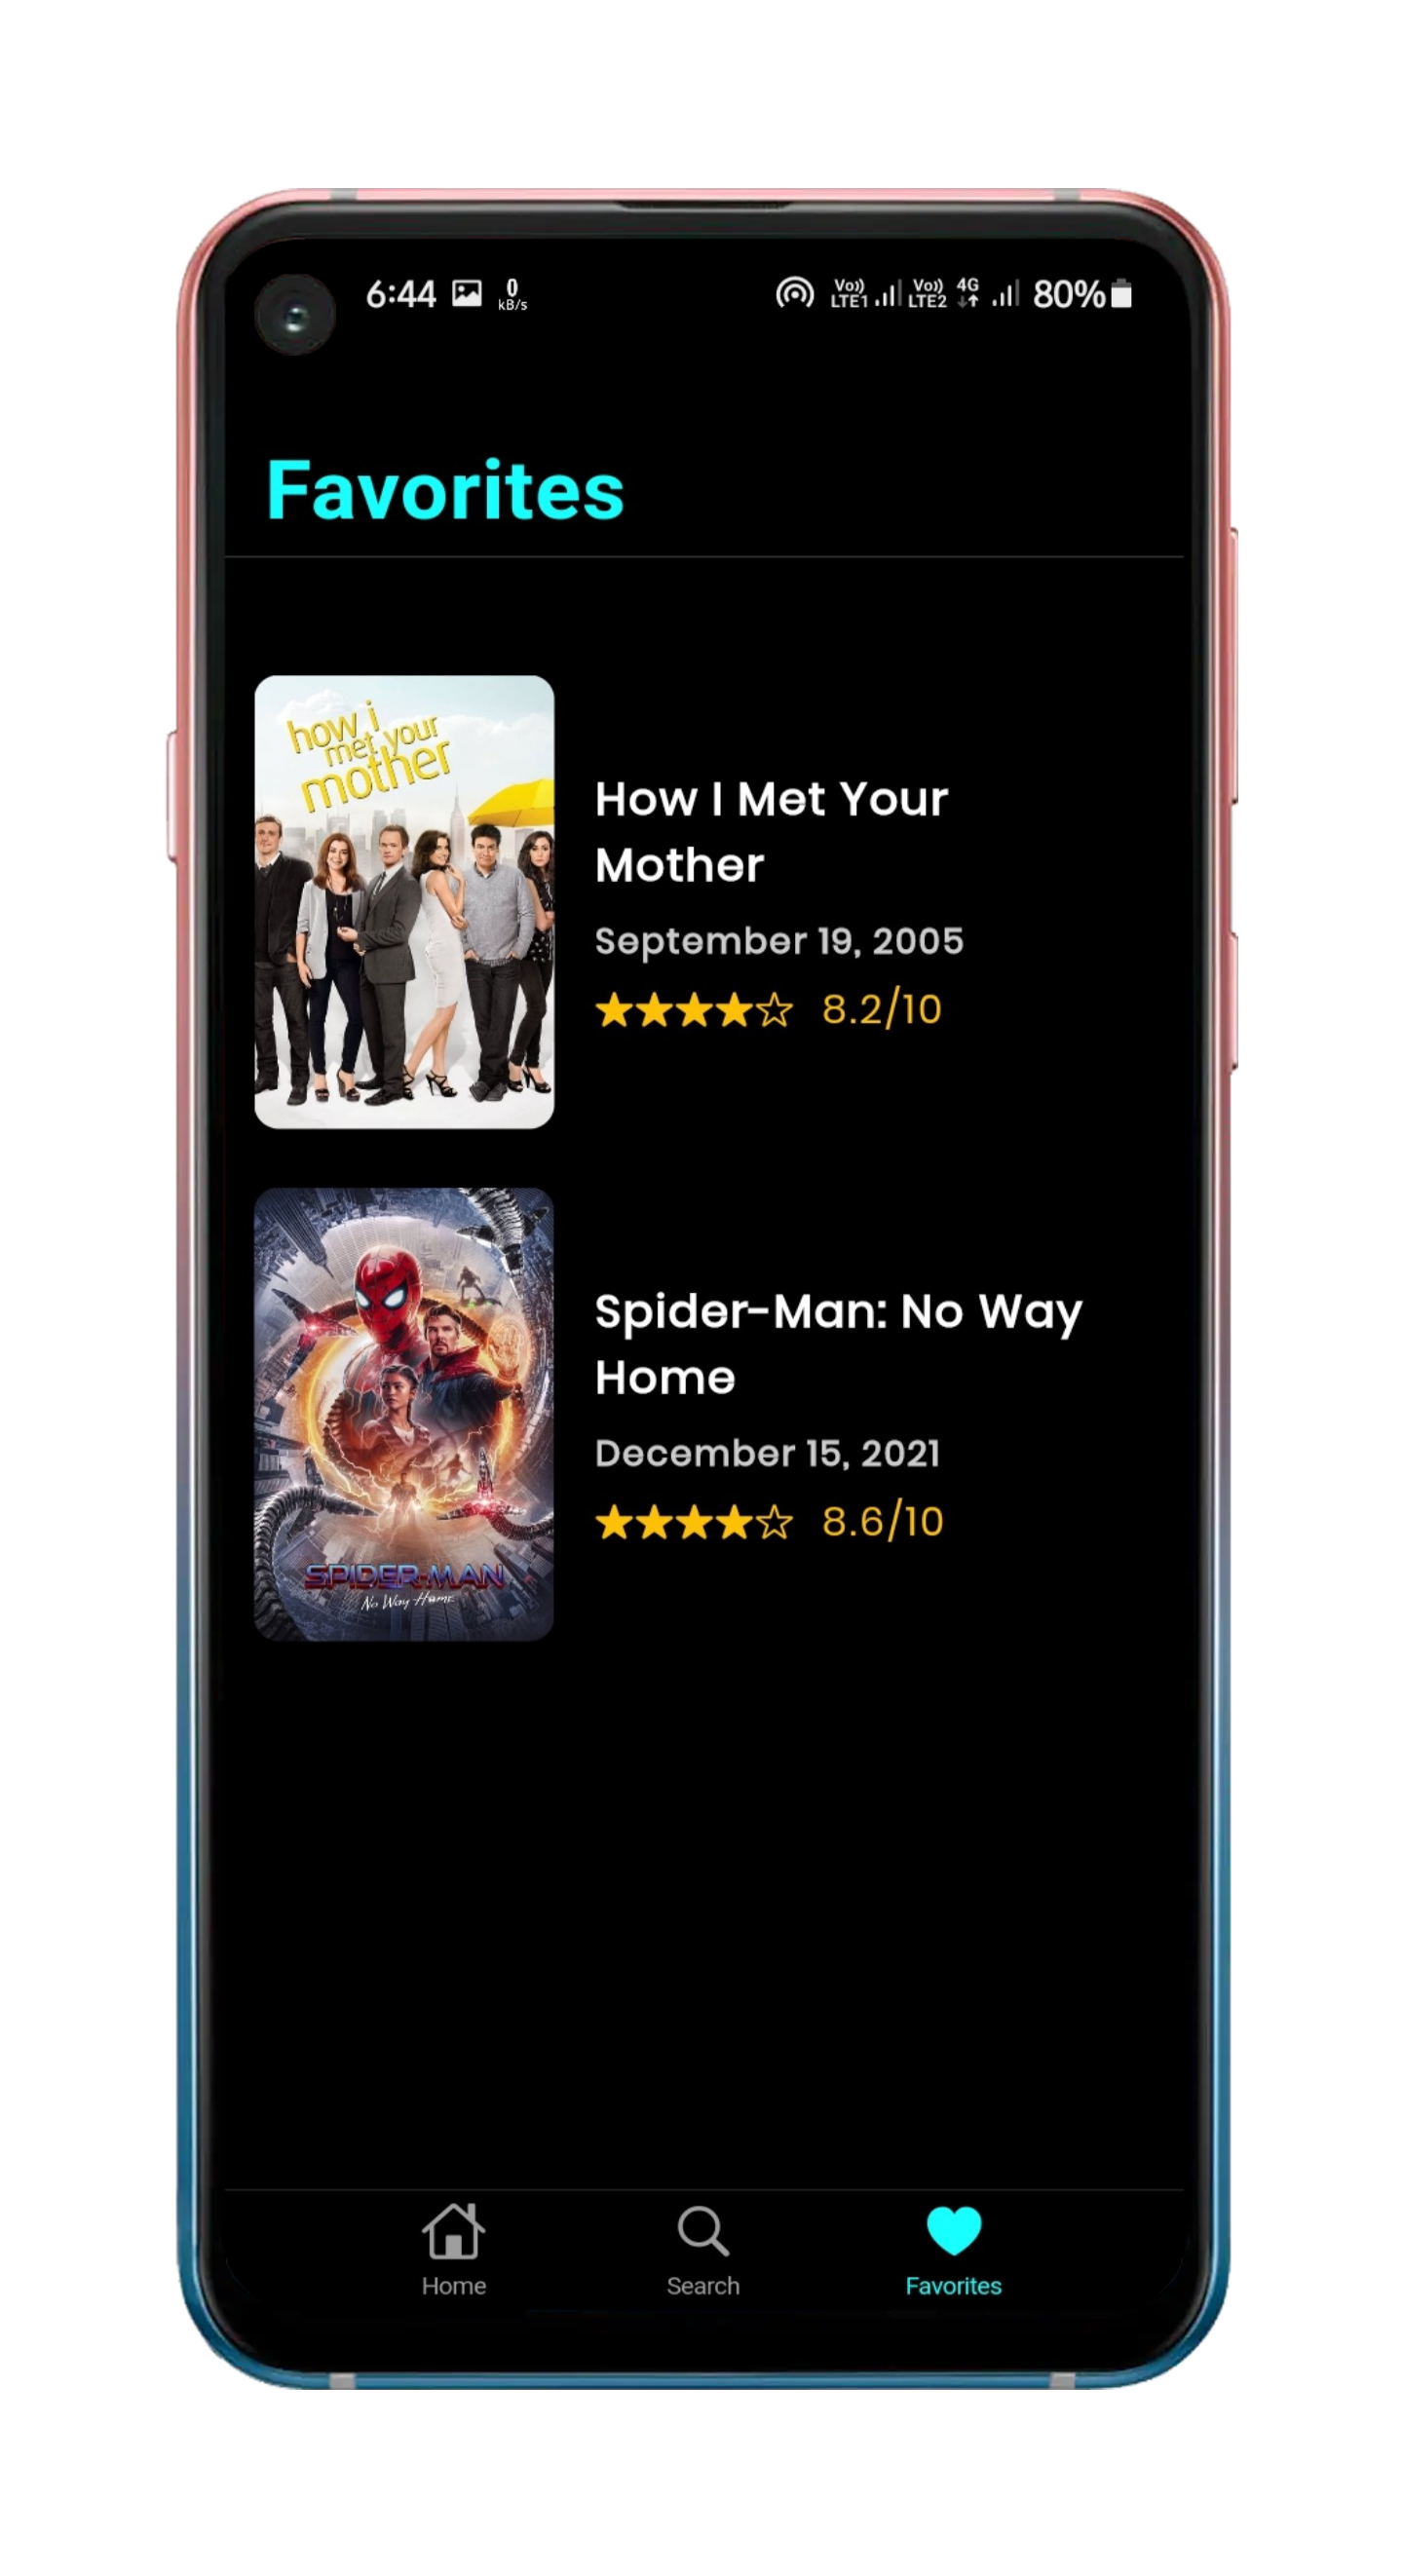 6:44 0 kB/s Vo)) LTE1 Vo)) LTE2 4G 80%
Favorites
how i
met your
mother
How I Met Your
Mother
September 19, 2005
8.2/10
Spider-Man: No Way
Home
December 15, 2021
8.6/10
SPIDER-MAN
No Way Home
Home Search Favorites